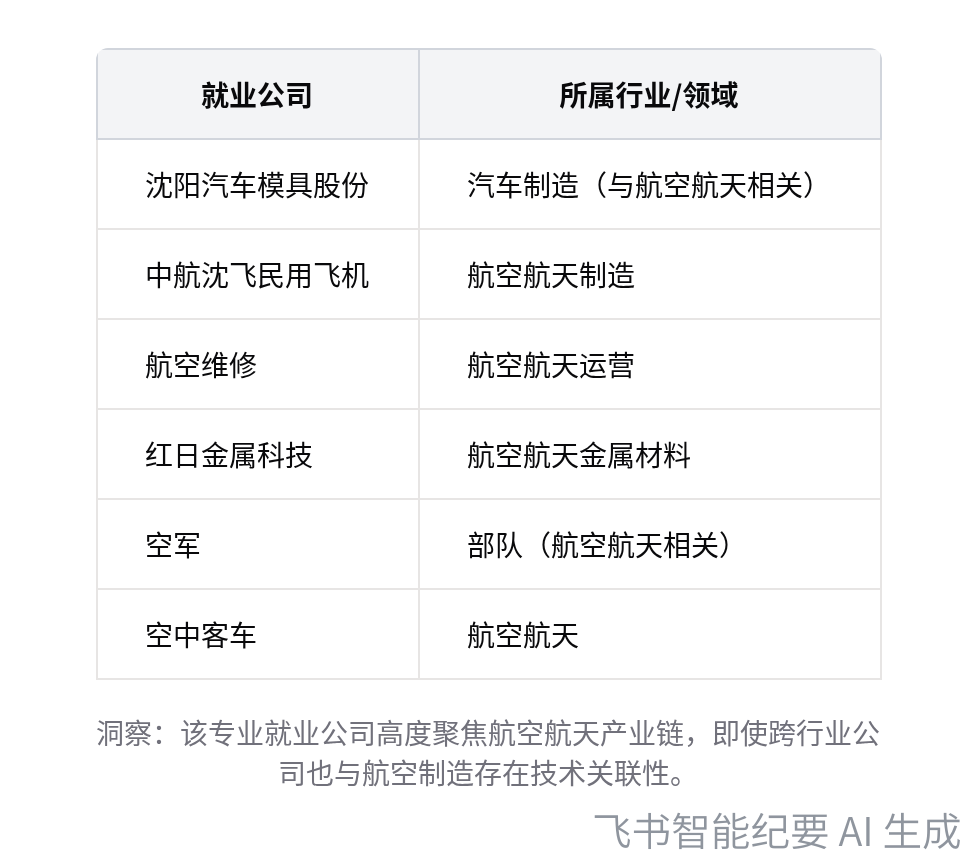 就业公司 所属行业/领域
沈阳汽车模具股份 汽车制造（与航空航天相关）
中航沈飞民用飞机 航空航天制造
航空维修 航空航天运营
红日金属科技 航空航天金属材料
空军 部队（航空航天相关）
空中客车 航空航天
洞察：该专业就业公司高度聚焦航空航天产业链，即使跨行业公
司也与航空制造存在技术关联性。
飞书智能纪要 AI 生成